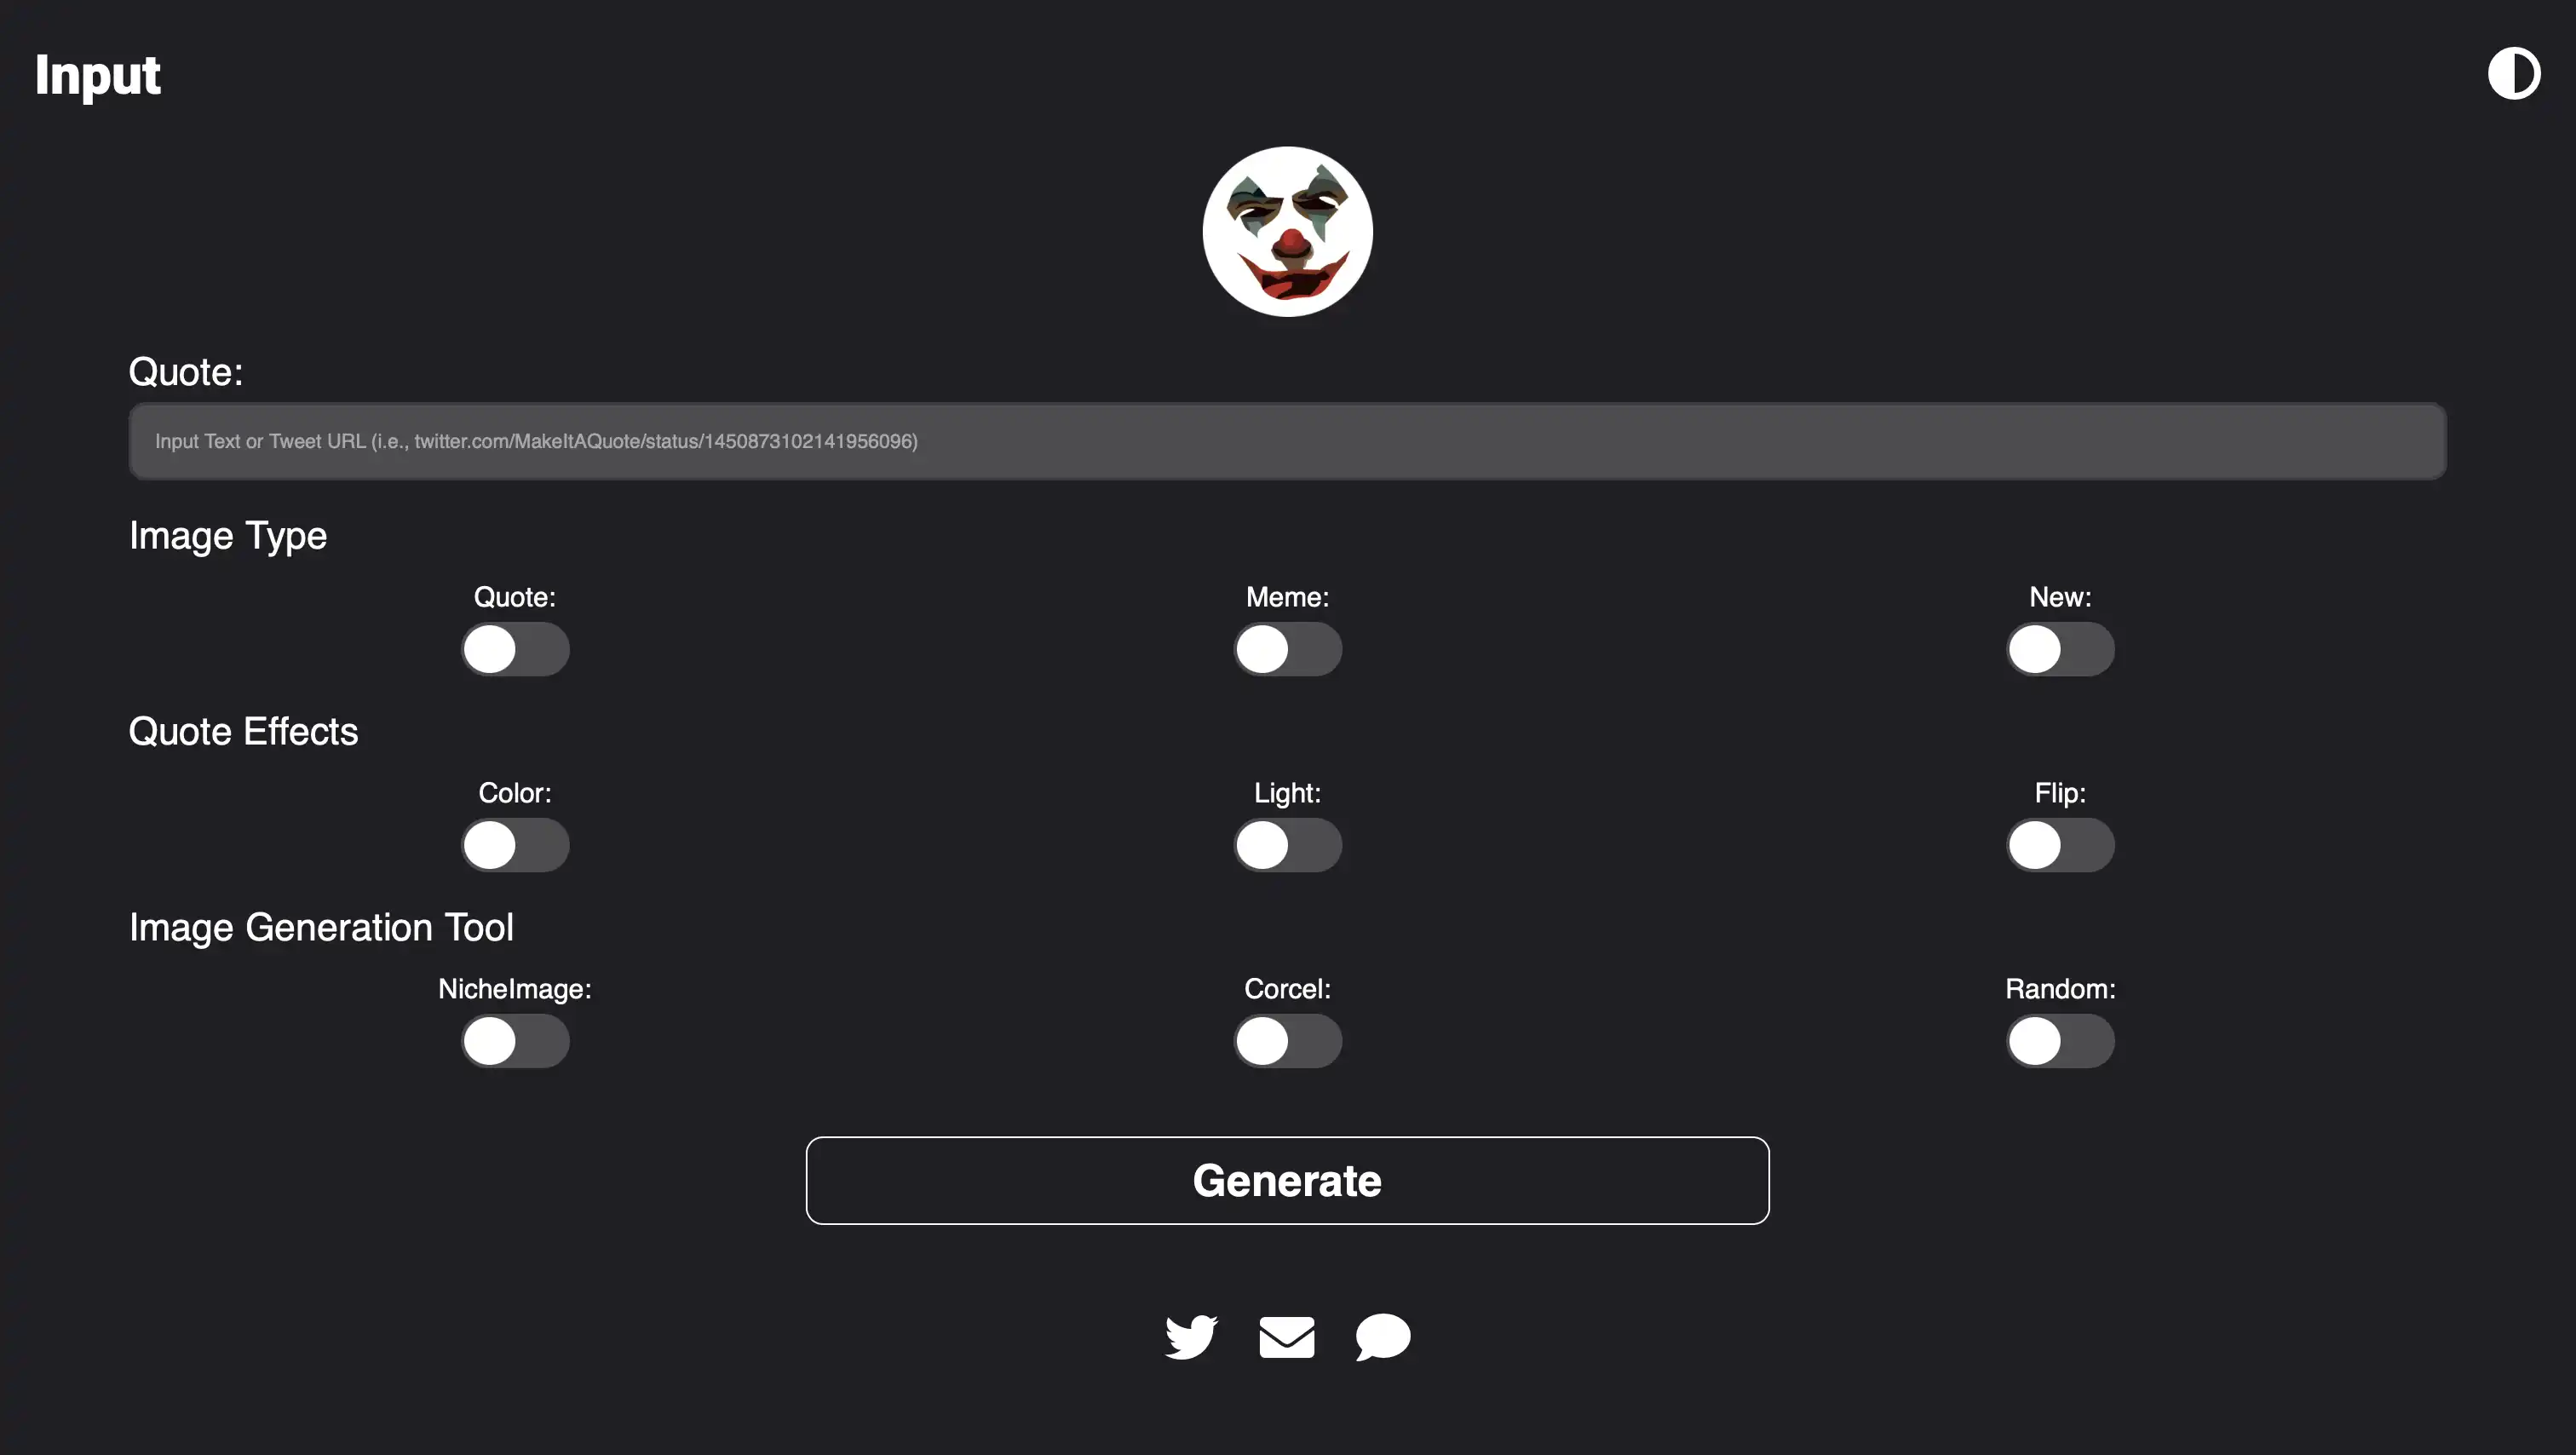 Input
Quote:
Input Text or Tweet URL (i.e., twitter.com/MakeItAQuote/status/1450873102141956096)
Image Type
Quote: Meme: New:
Quote Effects
Color: Light: Flip:
Image Generation Tool
NicheImage: Corcel: Random:
Generate